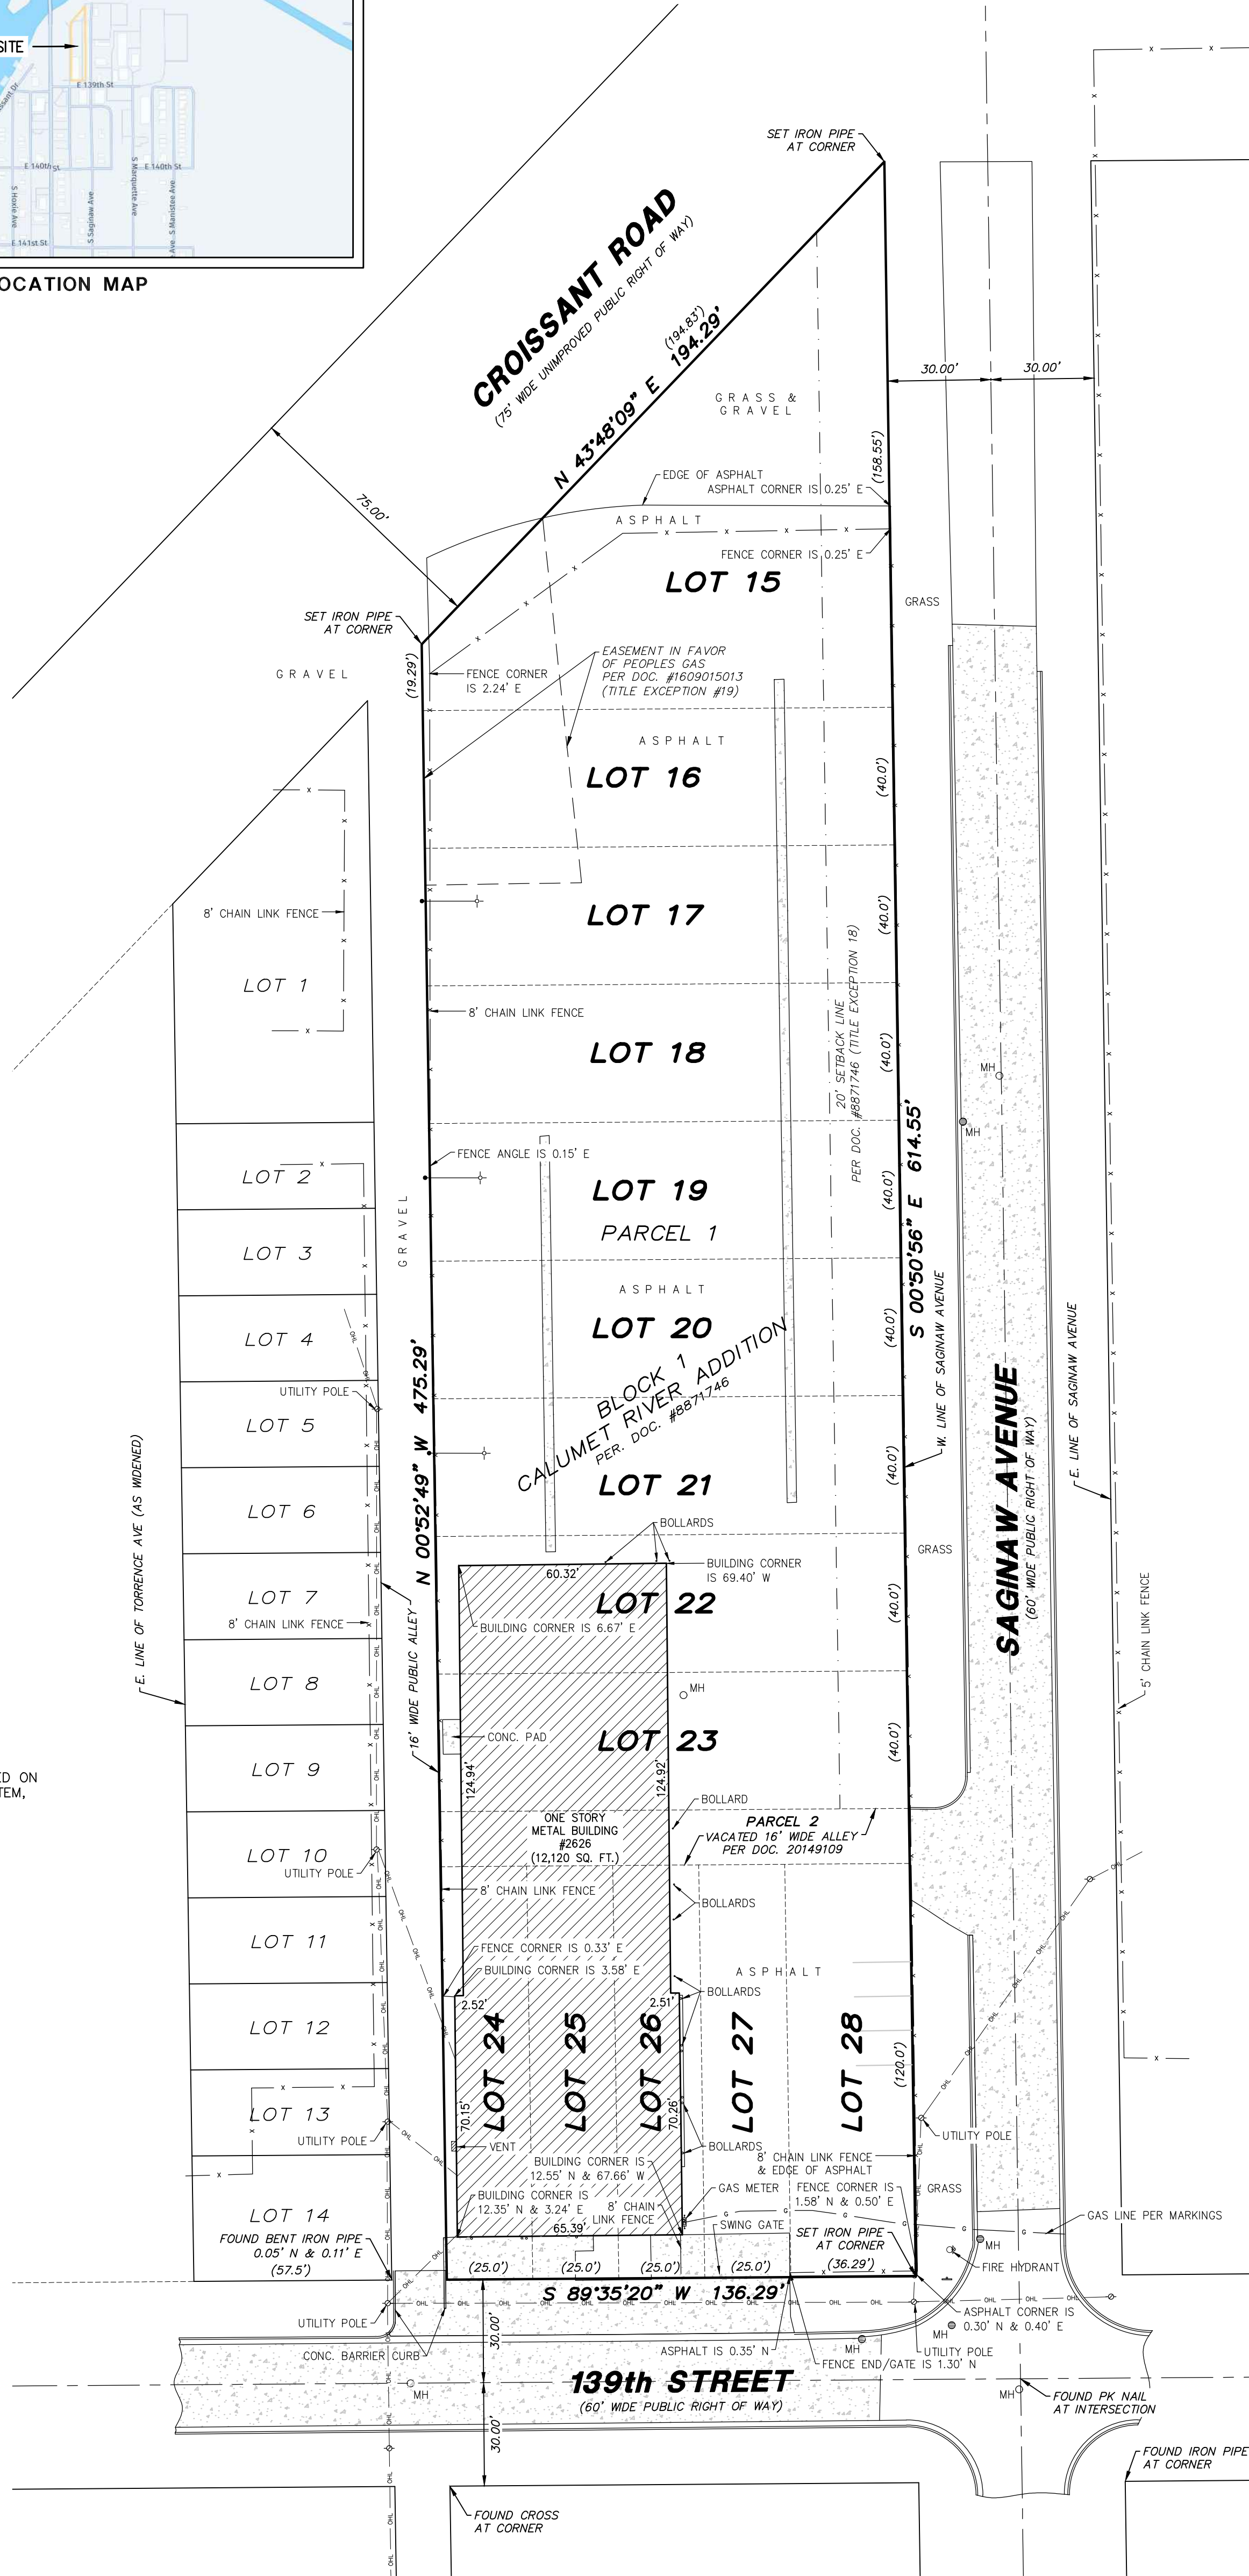 SITE
E 139th St
E 140th St
E 140th St
E 141st St
S Hoxie Ave
S Saginaw Ave
S Marquette Ave
S Manistee Ave
Ave
OCATION MAP
SET IRON PIPE
AT CORNER
CROISSANT ROAD
(75' WIDE UNIMPROVED PUBLIC RIGHT OF WAY)
(194.83')
N 43°48'09" E 194.29'
30.00'
30.00'
GRASS &
GRAVEL
(158.55')
75.00'
EDGE OF ASPHALT
ASPHALT CORNER IS 0.25' E
ASPHALT
FENCE CORNER IS 0.25' E
LOT 15
GRASS
SET IRON PIPE
AT CORNER
GRAVEL
(19.29')
FENCE CORNER
IS 2.24' E
EASEMENT IN FAVOR
OF PEOPLES GAS
PER DOC. #1609015013
(TITLE EXCEPTION #19)
ASPHALT
LOT 16
(40.0')
8' CHAIN LINK FENCE
LOT 17
(40.0')
LOT 1
8' CHAIN LINK FENCE
LOT 18
(40.0')
20' SETBACK LINE
PER DOC. #8871746 (TITLE EXCEPTION 18)
MH
MH
S 00°50'56" E 614.55'
FENCE ANGLE IS 0.15' E
LOT 2
LOT 19
(40.0')
PARCEL 1
GRAVEL
LOT 3
ASPHALT
LOT 4
LOT 20
(40.0')
W. LINE OF SAGINAW AVENUE
E. LINE OF SAGINAW AVENUE
BLOCK 1
CALUMET RIVER ADDITION
PER. DOC. #8871746
N 00°52'49" W 475.29'
UTILITY POLE
LOT 5
SAGINAW AVENUE
(60' WIDE PUBLIC RIGHT OF WAY)
E. LINE OF TORRENCE AVE (AS WIDENED)
LOT 21
(40.0')
LOT 6
BOLLARDS
BUILDING CORNER
IS 69.40' W
60.32'
GRASS
LOT 7
8' CHAIN LINK FENCE
LOT 22
(40.0')
BUILDING CORNER IS 6.67' E
5' CHAIN LINK FENCE
16' WIDE PUBLIC ALLEY
LOT 8
MH
CONC. PAD
LOT 23
(40.0')
LOT 9
ED ON
TEM,
124.94'
124.92'
BOLLARD
ONE STORY
METAL BUILDING
#2626
(12,120 SQ. FT.)
PARCEL 2
VACATED 16' WIDE ALLEY
PER DOC. 20149109
LOT 10
UTILITY POLE
8' CHAIN LINK FENCE
BOLLARDS
LOT 11
FENCE CORNER IS 0.33' E
BUILDING CORNER IS 3.58' E
ASPHALT
BOLLARDS
2.52'
2.51'
LOT 12
LOT 24
LOT 25
LOT 26
LOT 27
LOT 28
(120.0')
LOT 13
70.15'
70.26'
UTILITY POLE
UTILITY POLE
VENT
BOLLARDS
BUILDING CORNER IS
12.55' N & 67.66' W
8' CHAIN LINK FENCE
& EDGE OF ASPHALT
BUILDING CORNER IS
12.35' N & 3.24' E
8' CHAIN
LINK FENCE
GAS METER
FENCE CORNER IS
1.58' N & 0.50' E
GRASS
LOT 14
65.39'
SWING GATE
GAS LINE PER MARKINGS
SET IRON PIPE
AT CORNER
FOUND BENT IRON PIPE
0.05' N & 0.11' E
(57.5')
(25.0')
(25.0')
(25.0')
(25.0')
(36.29')
FIRE HYDRANT
MH
S 89°35'20" W 136.29'
UTILITY POLE
30.00'
ASPHALT CORNER IS
0.30' N & 0.40' E
MH
CONC. BARRIER CURB
ASPHALT IS 0.35' N
MH
UTILITY POLE
FENCE END/GATE IS 1.30' N
139th STREET
(60' WIDE PUBLIC RIGHT OF WAY)
MH
MH
FOUND PK NAIL
AT INTERSECTION
30.00'
FOUND IRON PIPE
AT CORNER
FOUND CROSS
AT CORNER